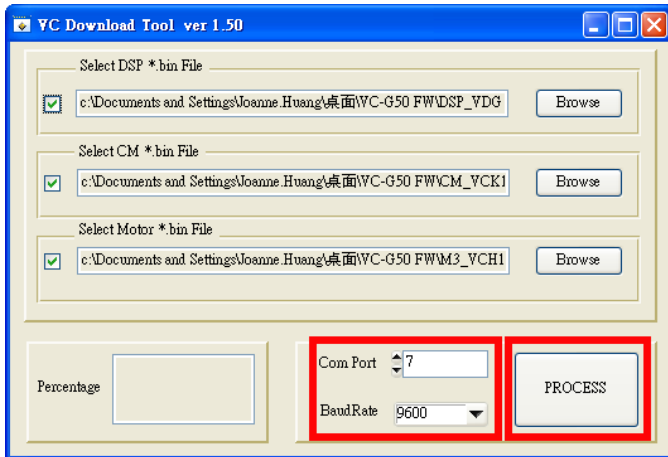 VC Download Tool ver 1.50
Select DSP *.bin File
c:\Documents and Settings\Joanne.Huang\桌面\VC-G50 FW\DSP_VDG
Browse
Select CM *.bin File
c:\Documents and Settings\Joanne.Huang\桌面\VC-G50 FW\CM_VCK1
Browse
Select Motor *.bin File
c:\Documents and Settings\Joanne.Huang\桌面\VC-G50 FW\M3_VCH1
Browse
Percentage
Com Port 7
BaudRate 9600
PROCESS